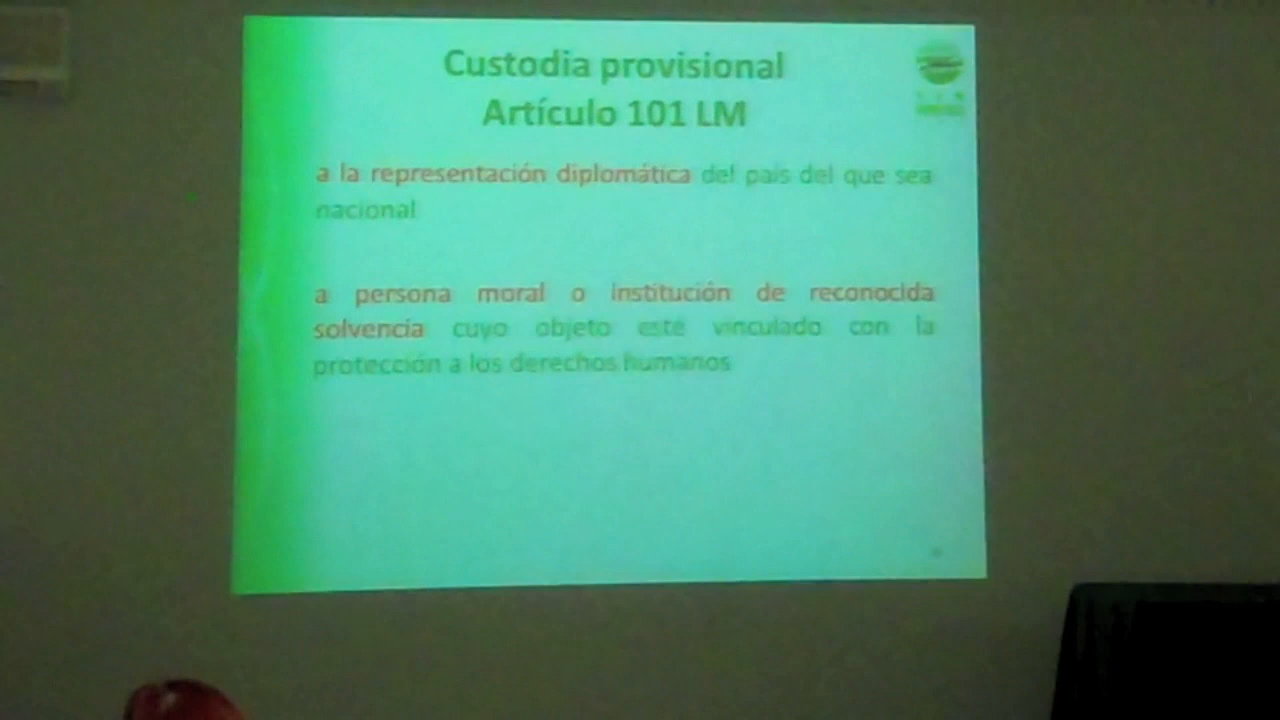 Custodia provisional
Artículo 101 LM
a la representación diplomática del país del que sea
nacional
a persona moral o institución de reconocida
solvencia cuyo objeto esté vinculado con la
protección a los derechos humanos